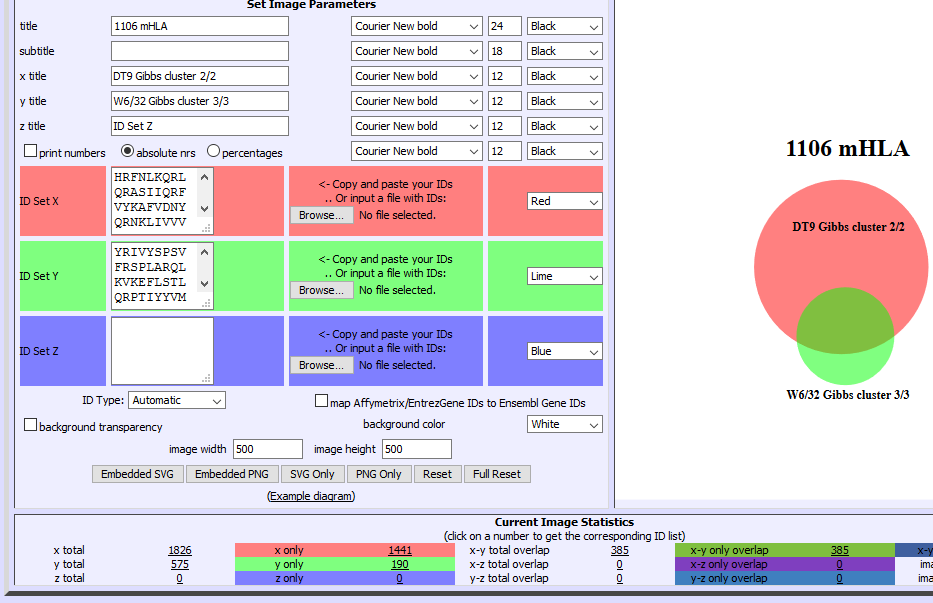 Set Image Parameters
title 1106 mHLA Courier New bold 24 Black
subtitle Courier New bold 18 Black
x title DT9 Gibbs cluster 2/2 Courier New bold 12 Black
y title W6/32 Gibbs cluster 3/3 Courier New bold 12 Black
z title ID Set Z Courier New bold 12 Black
print numbers absolute nrs percentages Courier New bold 12 Black
ID Set X
HRFNLKQRL
QRASIIQRF
VYKAFVDNY
QRNKLIVVV
<- Copy and paste your IDs
.. Or input a file with IDs:
Browse... No file selected.
Red
ID Set Y
YRIVYSPSV
FRSPLARQL
KVKEFLSTL
QRPTIYYVM
<- Copy and paste your IDs
.. Or input a file with IDs:
Browse... No file selected.
Lime
ID Set Z
<- Copy and paste your IDs
.. Or input a file with IDs:
Browse... No file selected.
Blue
ID Type: Automatic map Affymetrix/EntrezGene IDs to Ensembl Gene IDs
background transparency background color White
image width 500 image height 500
Embedded SVG Embedded PNG SVG Only PNG Only Reset Full Reset
(Example diagram)
1106 mHLA
DT9 Gibbs cluster 2/2
W6/32 Gibbs cluster 3/3
Current Image Statistics
(click on a number to get the corresponding ID list)
x total 1826 x only 1441 x-y total overlap 385 x-y only overlap 385 x-y
y total 575 y only 190 x-z total overlap 0 x-z only overlap 0 ima
z total 0 z only 0 y-z total overlap 0 y-z only overlap 0 ima